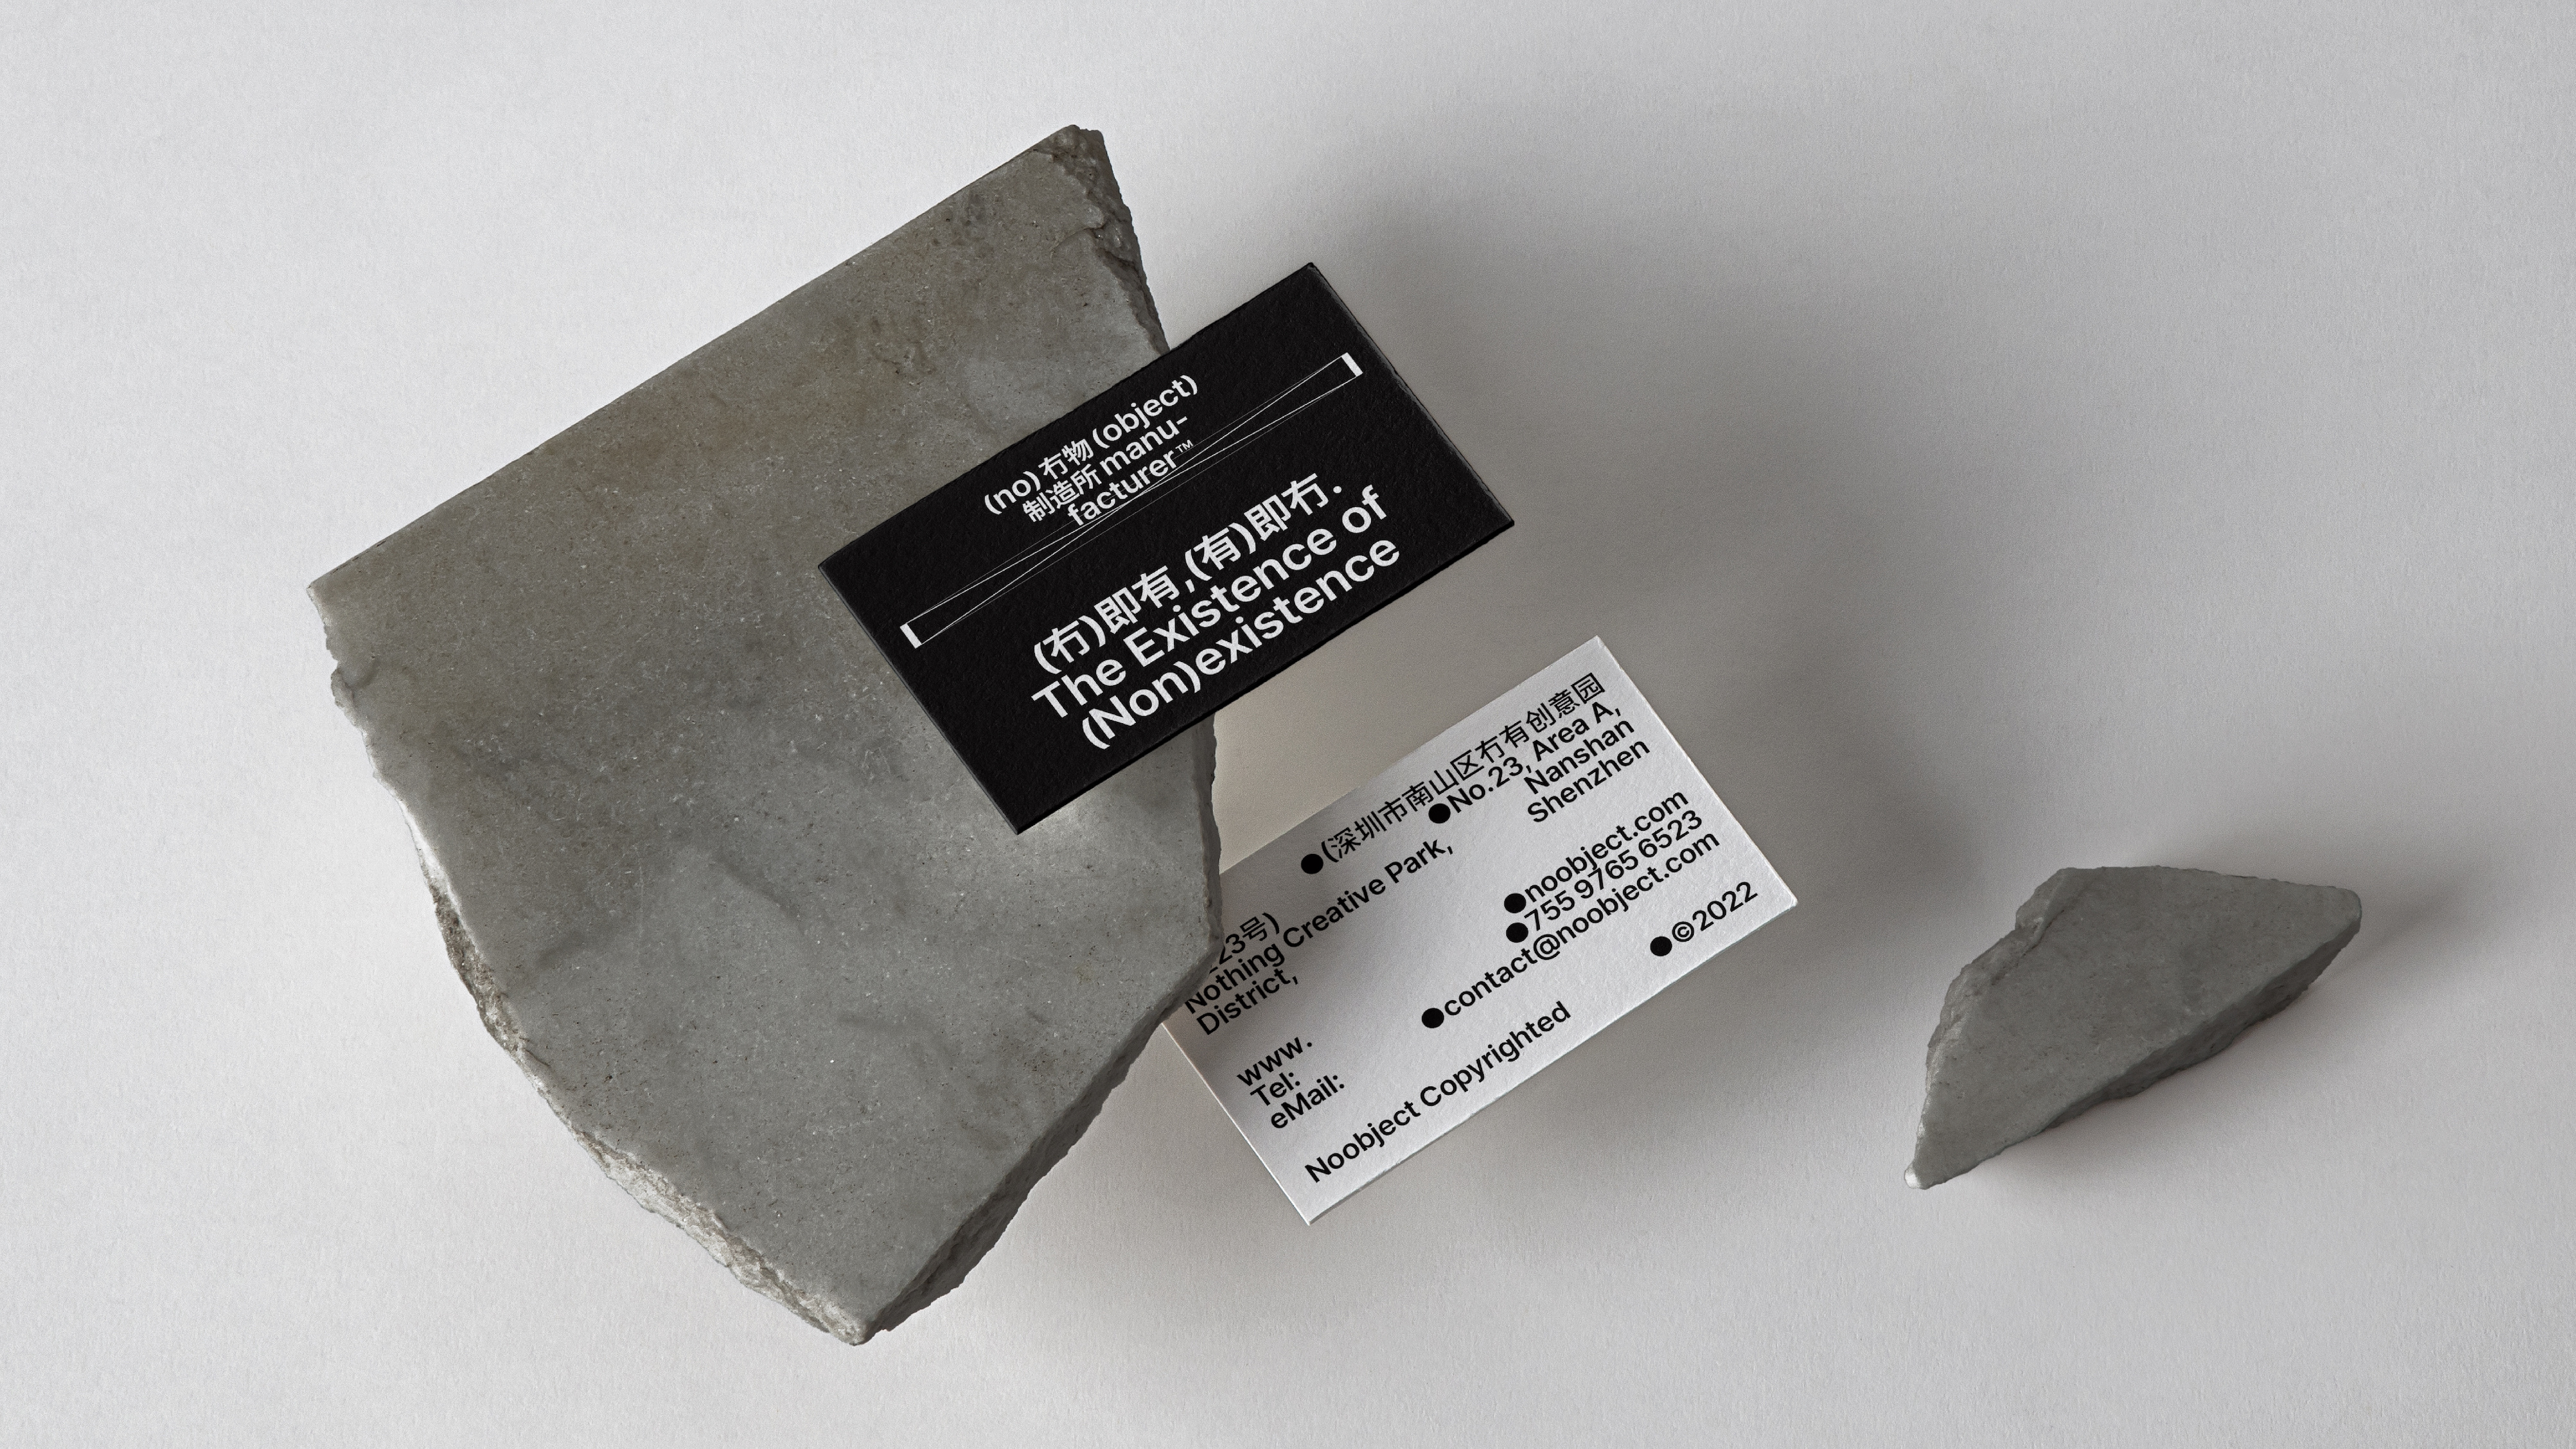 (no) 冇物 (object)
制造所 manu-
facturer™
(冇)即有,(有)即冇.
The Existence of
(Non)existence
●(深圳市南山区冇有创意园
23号) ●No.23, Area A,
Nothing Creative Park, Nanshan
District, Shenzhen
www. ●noobject.com
Tel: ●755 9765 6523
eMail: ●contact@noobject.com
Noobject Copyrighted ●©2022